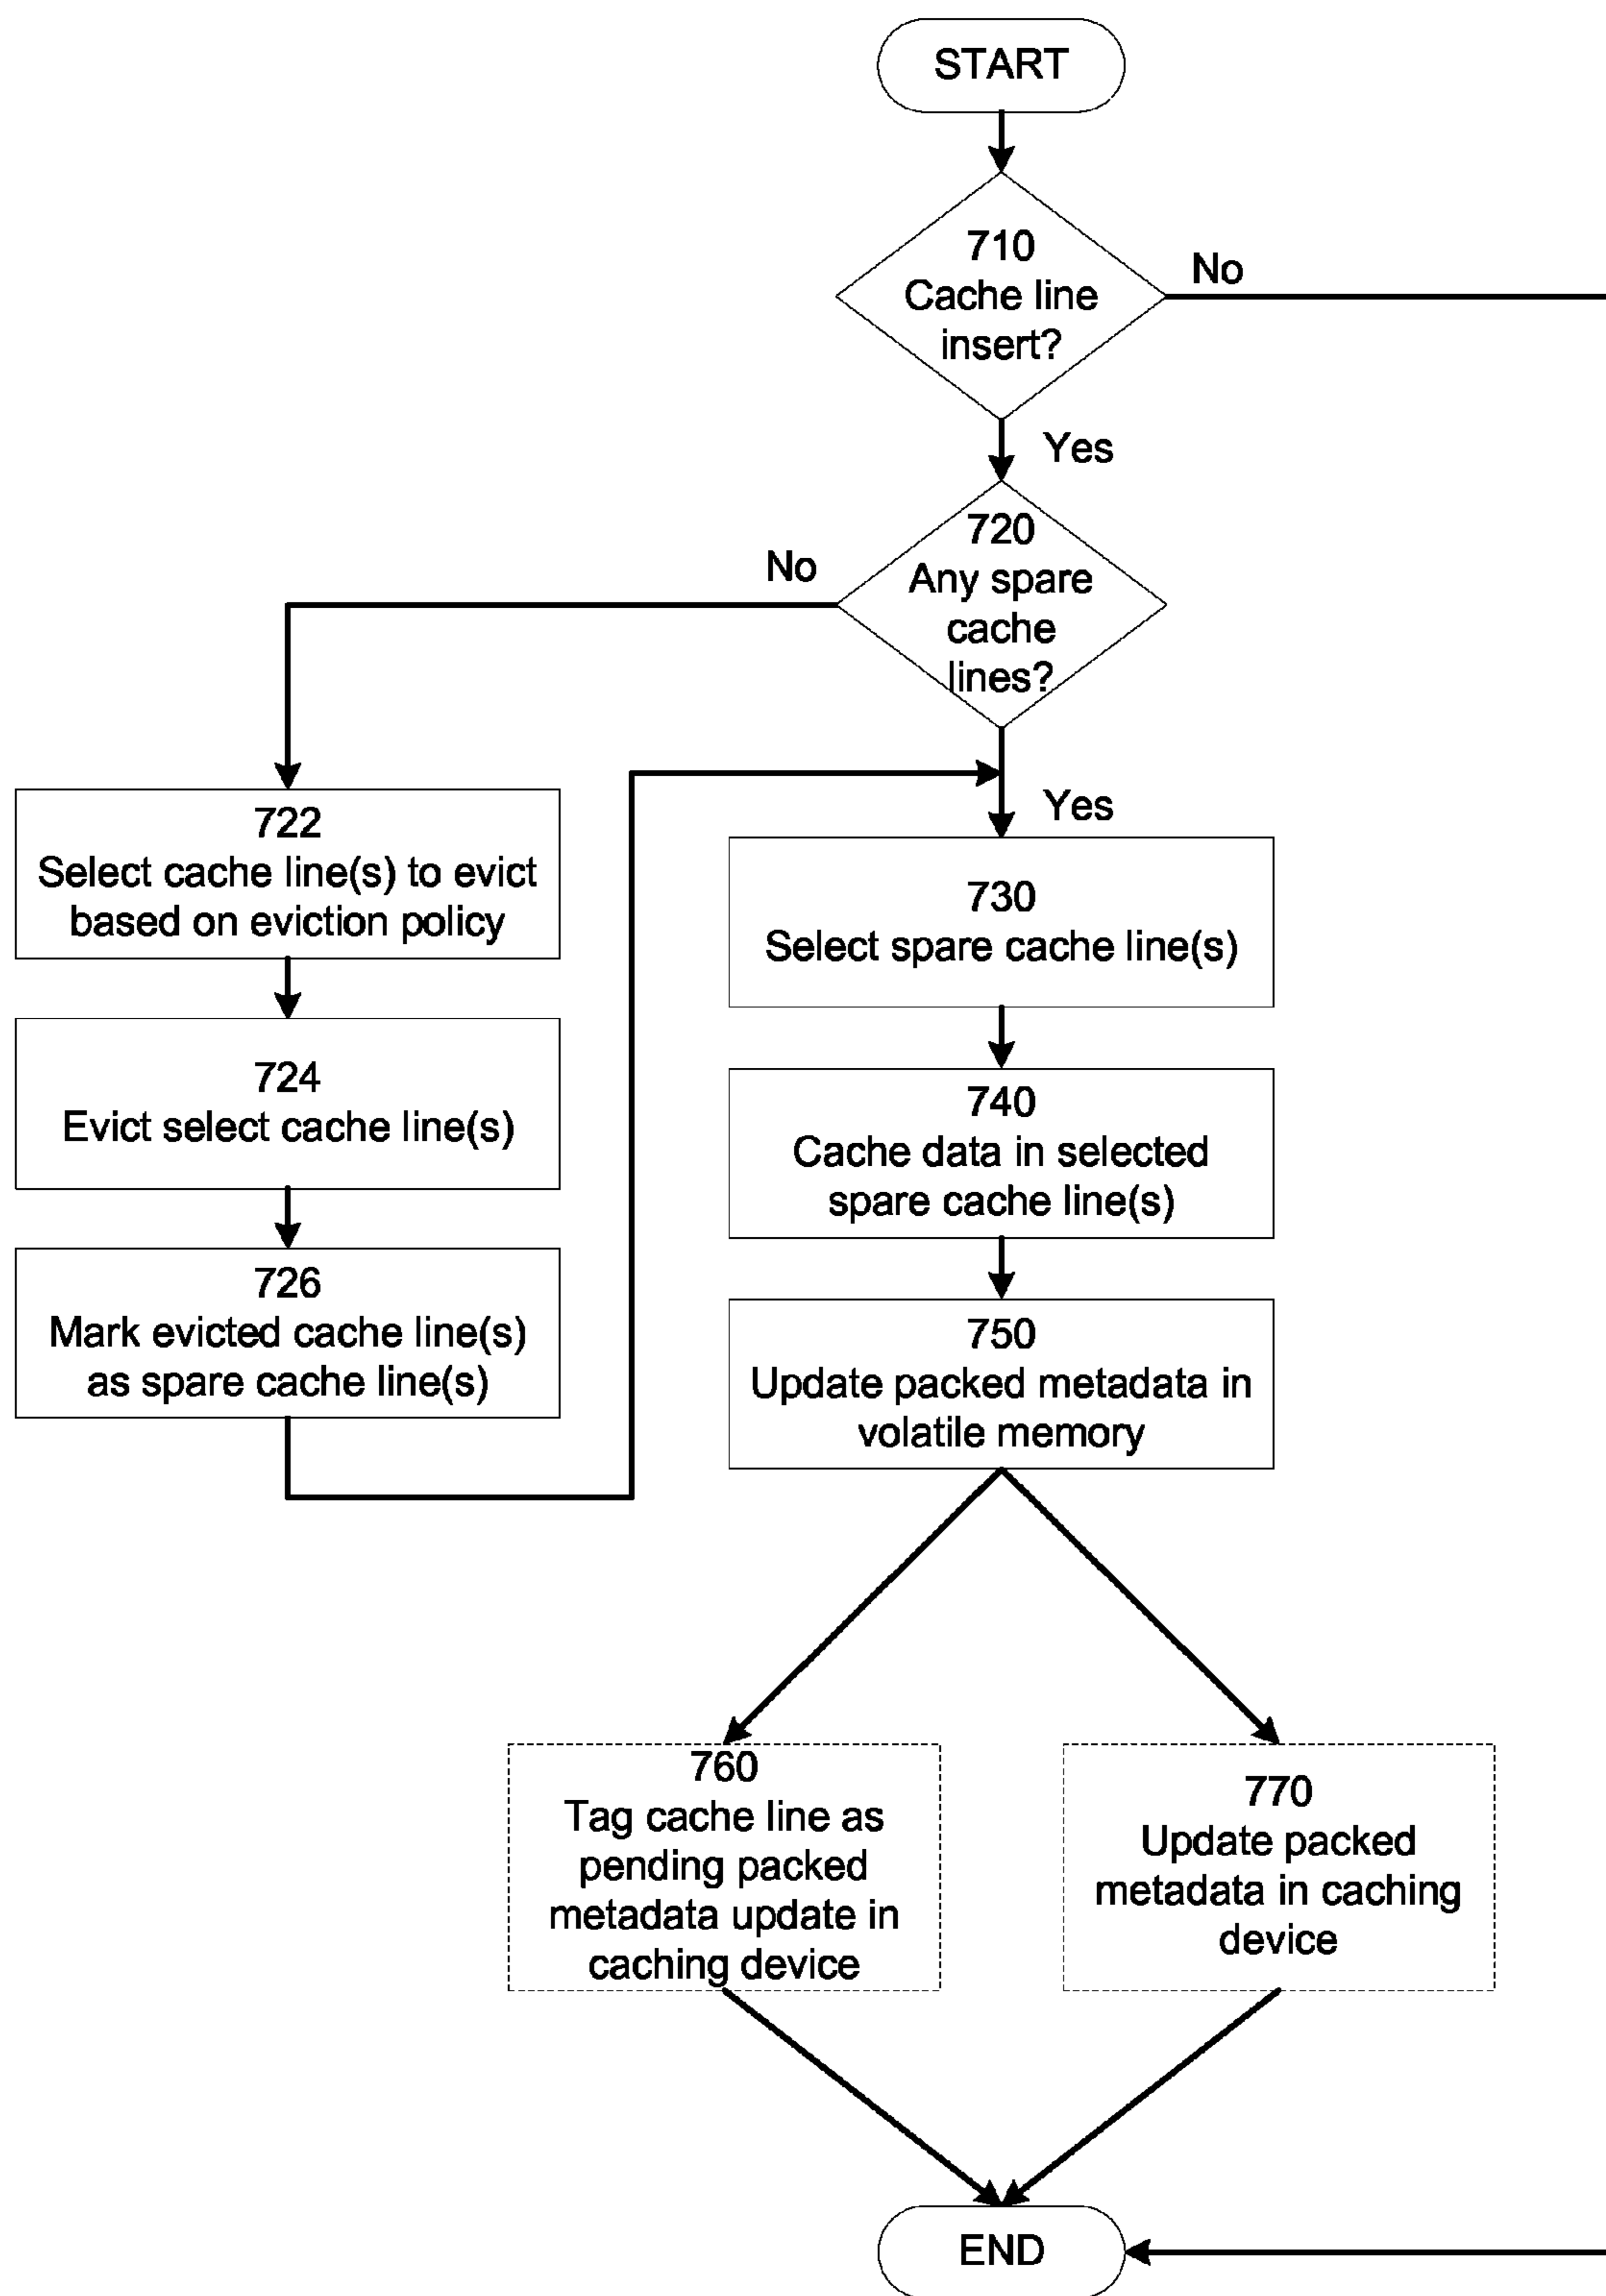 START
710
Cache line
insert?
No
Yes
720
Any spare
cache
lines?
No
Yes
722
Select cache line(s) to evict
based on eviction policy
724
Evict select cache line(s)
726
Mark evicted cache line(s)
as spare cache line(s)
730
Select spare cache line(s)
740
Cache data in selected
spare cache line(s)
750
Update packed metadata in
volatile memory
760
Tag cache line as
pending packed
metadata update in
caching device
770
Update packed
metadata in caching
device
END